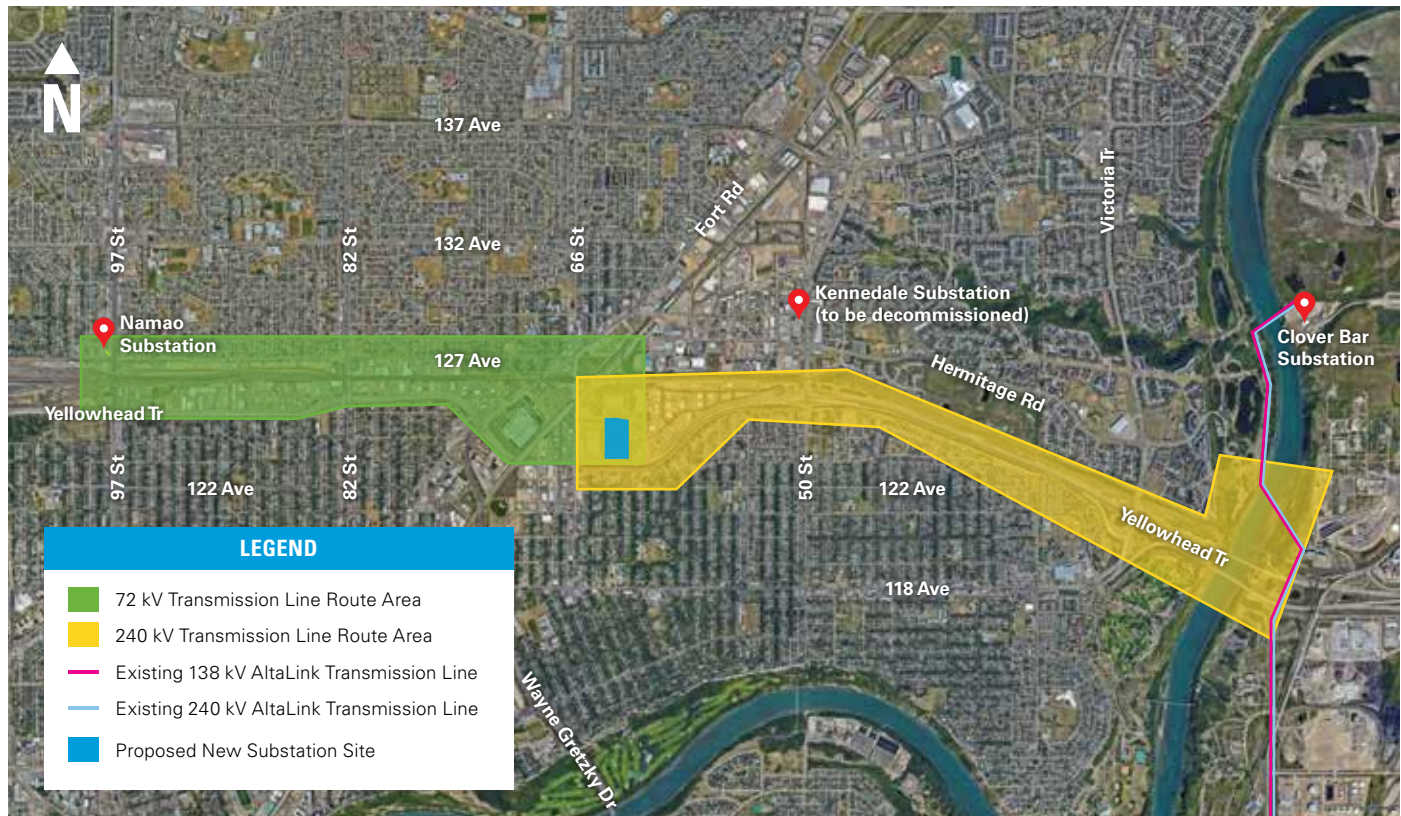 N
137 Ave
Fort Rd
Victoria Tr
97 St
82 St
132 Ave
66 St
Namao
Substation
Kennedale Substation
(to be decommissioned)
Clover Bar
Substation
127 Ave
Hermitage Rd
Yellowhead Tr
97 St
122 Ave
82 St
50 St
122 Ave
Yellowhead Tr
118 Ave
Wayne Gretzky Dr
LEGEND
72 kV Transmission Line Route Area
240 kV Transmission Line Route Area
Existing 138 kV AltaLink Transmission Line
Existing 240 kV AltaLink Transmission Line
Proposed New Substation Site